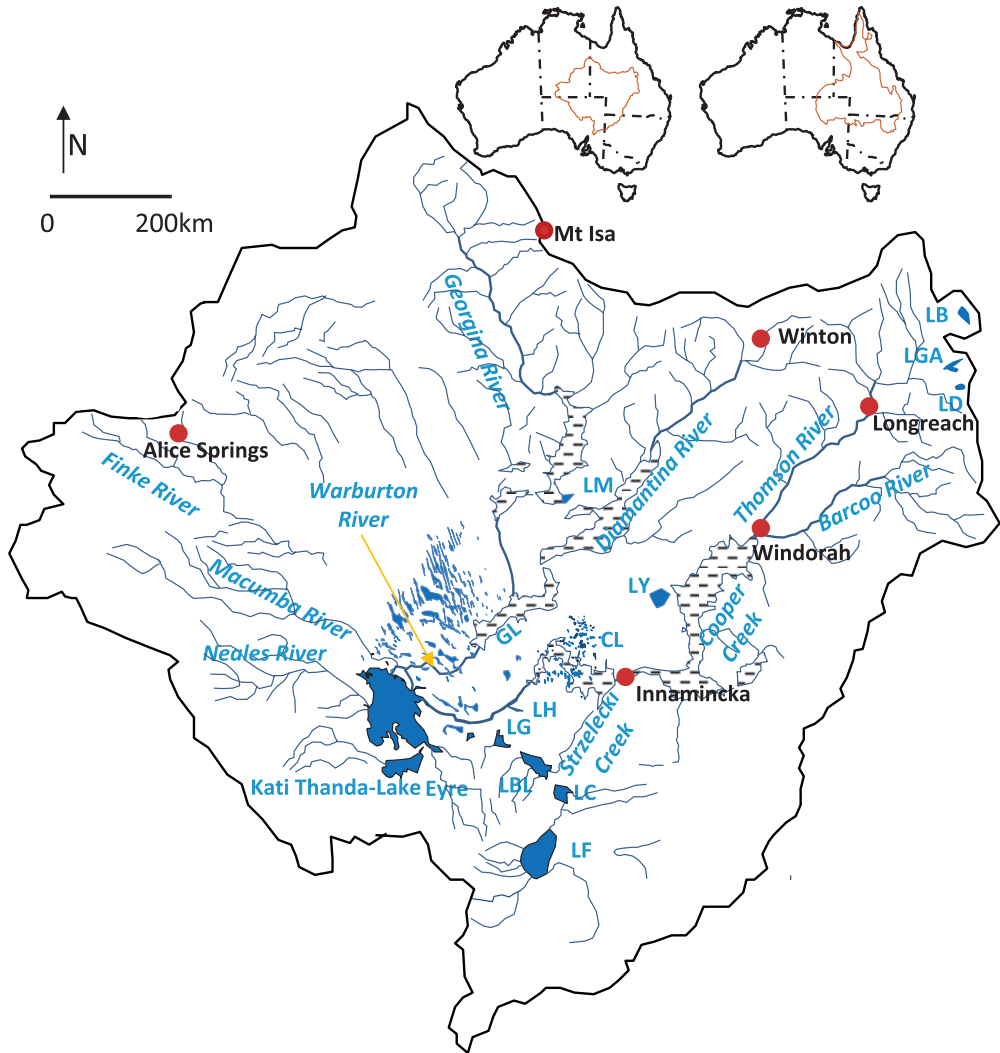 N
0 200km
Mt Isa
Georgina River
LB
Winton
LGA
LD
Longreach
Alice Springs
Finke River
Warburton
River
LM
Diamantina River
Thomson River
Barcoo River
Windorah
Macumba River
LY
Cooper
Creek
Neales River
GL
CL
Innamincka
LH
LG
Strzelecki
Creek
Kati Thanda-Lake Eyre
LBL
LC
LF